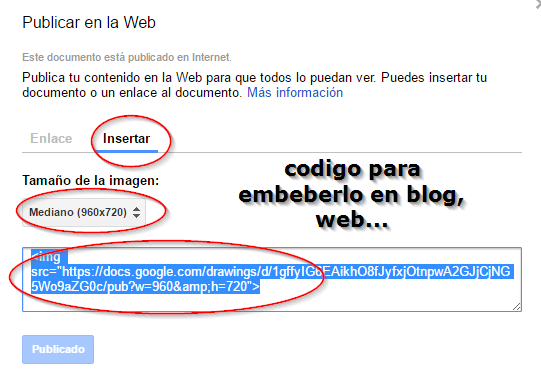 Publicar en la Web
Este documento está publicado en Internet.
Publica tu contenido en la Web para que todos lo puedan ver. Puedes insertar tu
documento o un enlace al documento. Más información
Enlace Insertar
Tamaño de la imagen:
Mediano (960x720)
codigo para
embeberlo en blog,
web...
<img
src="https://docs.google.com/drawings/d/1gffyIG6EAikhO8fJyfxjOtnpwA2GJjCjNG
5Wo9aZG0c/pub?w=960&amp;h=720">
Publicado